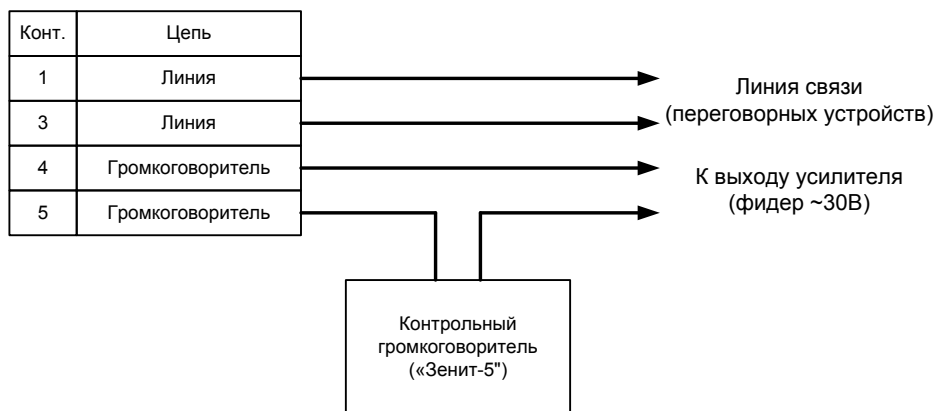 Конт. Цепь
1 Линия
3 Линия
4 Громкоговоритель
5 Громкоговоритель
Линия связи
(переговорных устройств)
К выходу усилителя
(фидер ~30В)
Контрольный
громкоговоритель
(«Зенит-5")